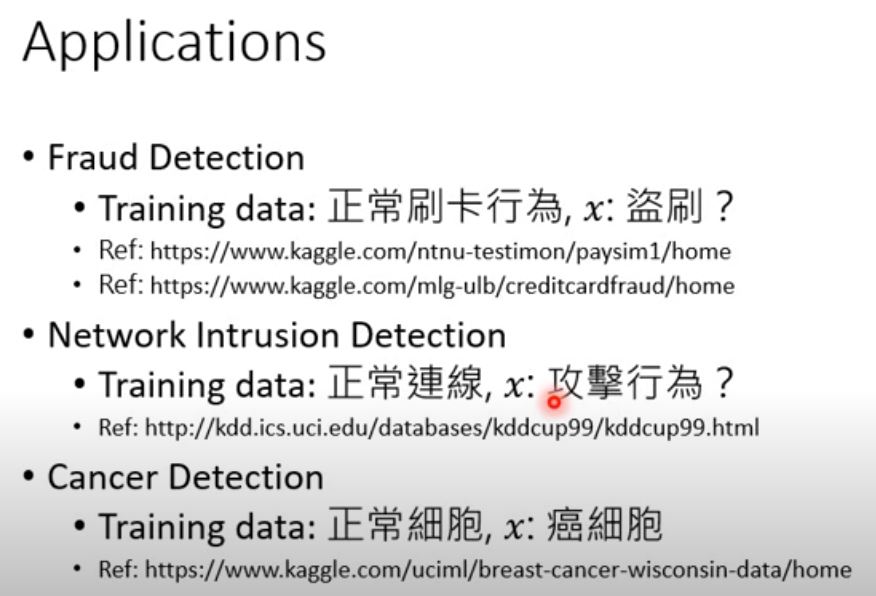 Applications
• Fraud Detection
• Training data: 正常刷卡行為, x: 盜刷？
• Ref: https://www.kaggle.com/ntnu-testimon/paysim1/home
• Ref: https://www.kaggle.com/mlg-ulb/creditcardfraud/home
• Network Intrusion Detection
• Training data: 正常連線, x: 攻擊行為？
• Ref: http://kdd.ics.uci.edu/databases/kddcup99/kddcup99.html
• Cancer Detection
• Training data: 正常細胞, x: 癌細胞
• Ref: https://www.kaggle.com/uciml/breast-cancer-wisconsin-data/home